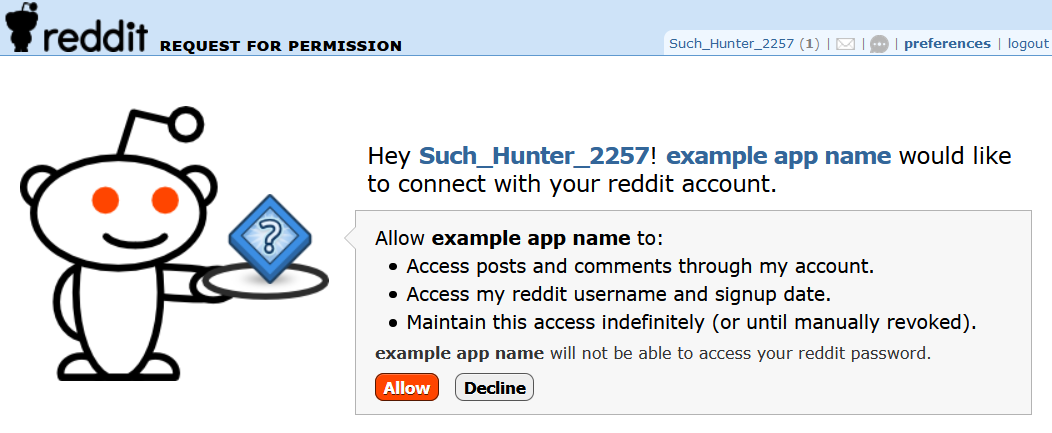 reddit REQUEST FOR PERMISSION
Such_Hunter_2257 (1) | | | preferences | logout
Hey Such_Hunter_2257! example app name would like
to connect with your reddit account.
?
Allow example app name to:
• Access posts and comments through my account.
• Access my reddit username and signup date.
• Maintain this access indefinitely (or until manually revoked).
example app name will not be able to access your reddit password.
Allow Decline